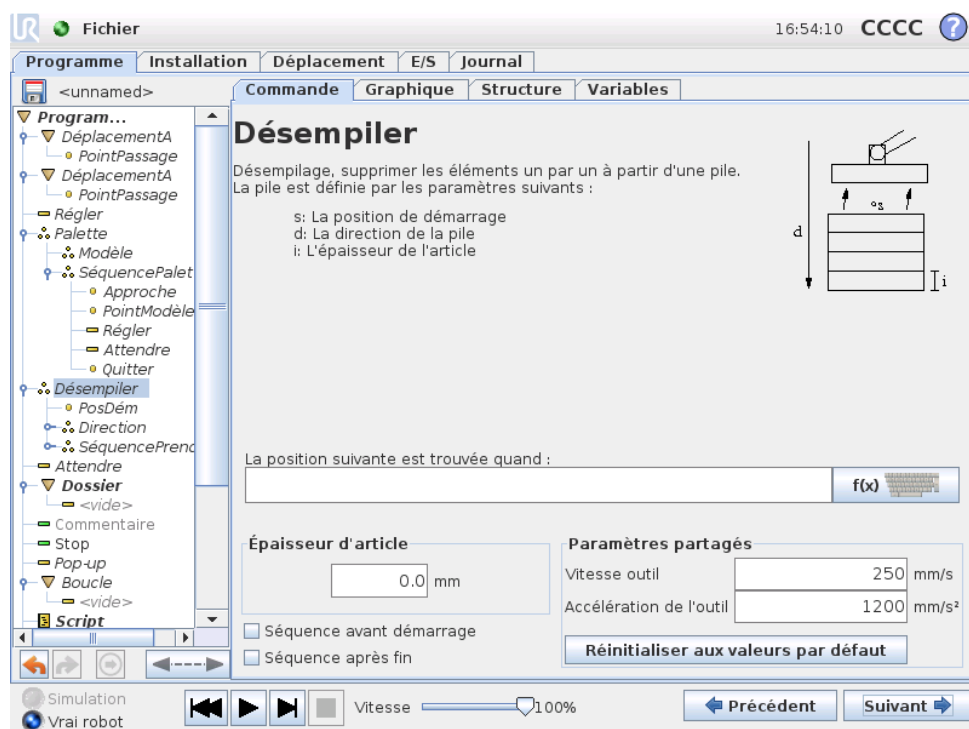 UR Fichier 16:54:10 CCCC ?
Programme Installation Déplacement E/S Journal
<unnamed>
Commande Graphique Structure Variables
Program...
DéplacementA
PointPassage
DéplacementA
PointPassage
Régler
Palette
Modèle
SéquencePalet
Approche
PointModèle
Régler
Attendre
Quitter
Désempiler
PosDém
Direction
SéquencePrend
Attendre
Dossier
<vide>
Commentaire
Stop
Pop-up
Boucle
<vide>
Script
Désempiler
Désempilage, supprimer les éléments un par un à partir d'une pile.
La pile est définie par les paramètres suivants :
s: La position de démarrage
d: La direction de la pile
i: L'épaisseur de l'article
s
d
i
La position suivante est trouvée quand :
f(x)
Épaisseur d'article
0.0 mm
Séquence avant démarrage
Séquence après fin
Paramètres partagés
Vitesse outil 250 mm/s
Accélération de l'outil 1200 mm/s²
Réinitialiser aux valeurs par défaut
Simulation
Vrai robot
Vitesse 100%
Précédent Suivant